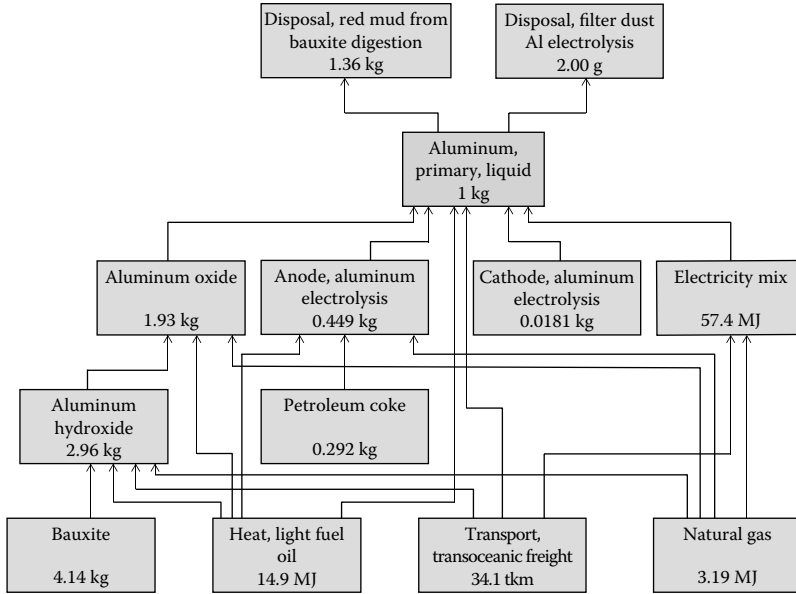 Disposal, red mud from
bauxite digestion
1.36 kg
Disposal, filter dust
Al electrolysis
2.00 g
Aluminum,
primary, liquid
1 kg
Aluminum oxide
1.93 kg
Anode, aluminum
electrolysis
0.449 kg
Cathode, aluminum
electrolysis
0.0181 kg
Electricity mix
57.4 MJ
Aluminum
hydroxide
2.96 kg
Petroleum coke
0.292 kg
Bauxite
4.14 kg
Heat, light fuel
oil
14.9 MJ
Transport,
transoceanic freight
34.1 tkm
Natural gas
3.19 MJ